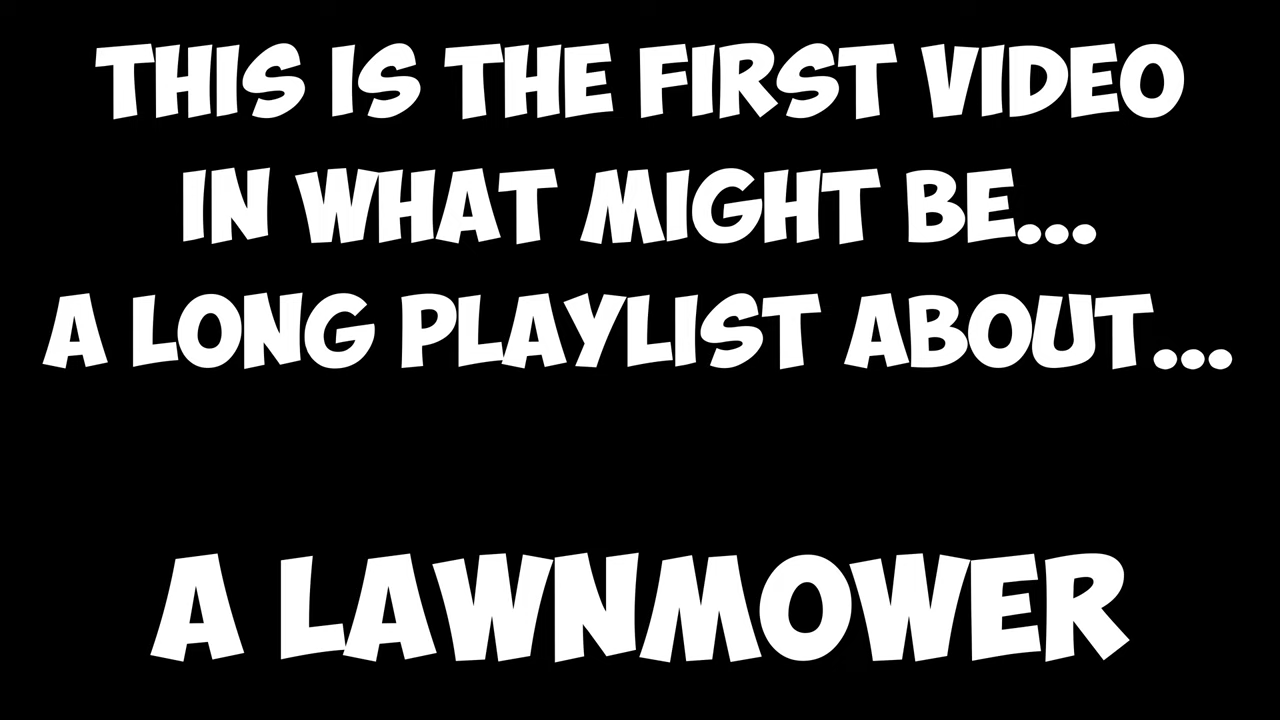 THIS IS THE FIRST VIDEO
IN WHAT MIGHT BE...
A LONG PLAYLIST ABOUT...
A LAWNMOWER